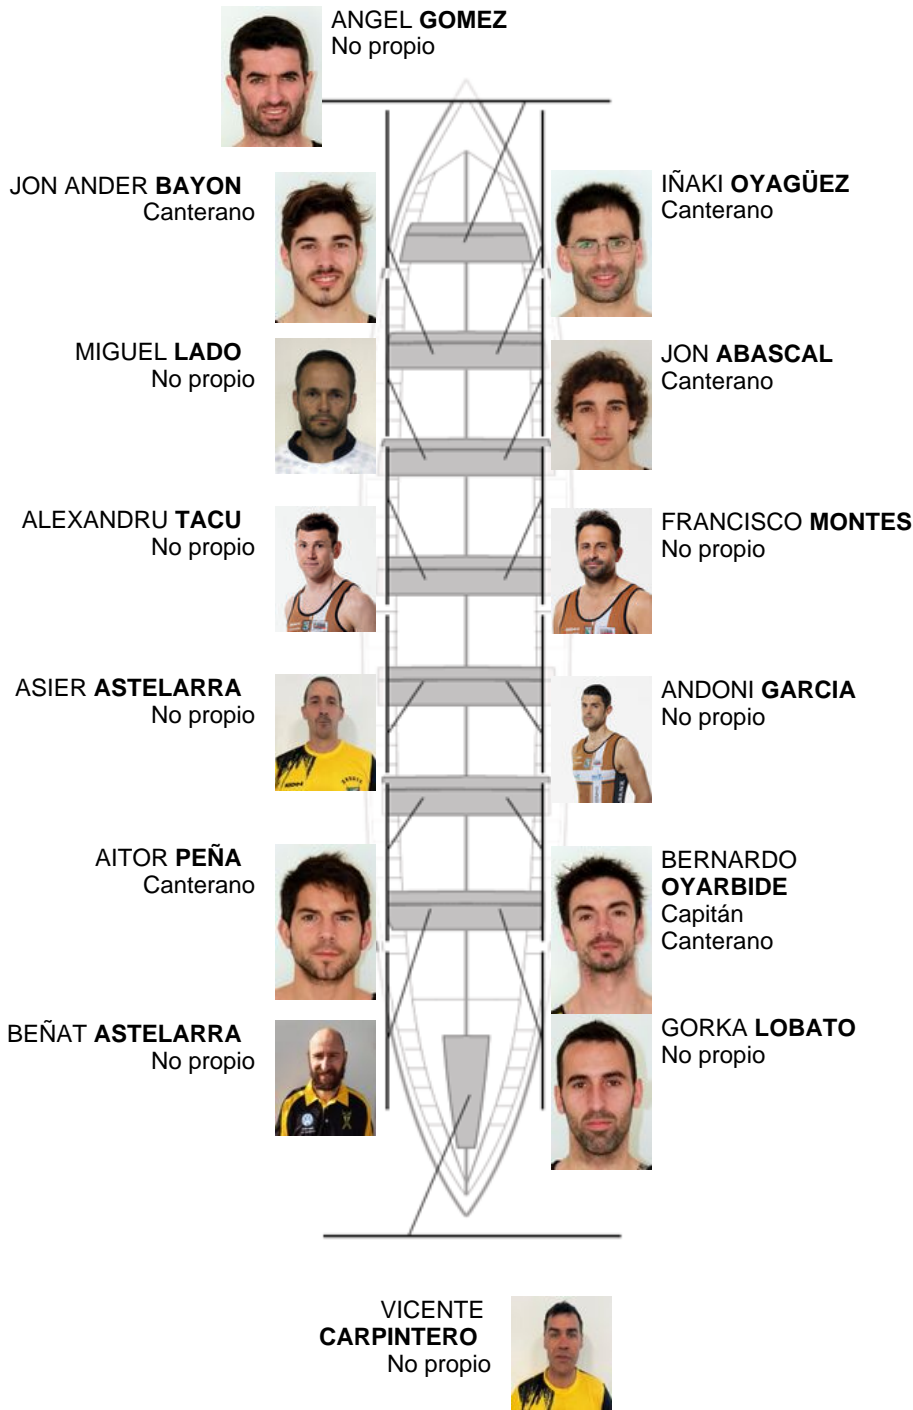 ANGEL GOMEZ
No propio
JON ANDER BAYON
Canterano
IÑAKI OYAGÜEZ
Canterano
MIGUEL LADO
No propio
JON ABASCAL
Canterano
ALEXANDRU TACU
No propio
FRANCISCO MONTES
No propio
ASIER ASTELARRA
No propio
ANDONI GARCIA
No propio
AITOR PEÑA
Canterano
BERNARDO
OYARBIDE
Capitán
Canterano
BEÑAT ASTELARRA
No propio
GORKA LOBATO
No propio
VICENTE
CARPINTERO
No propio